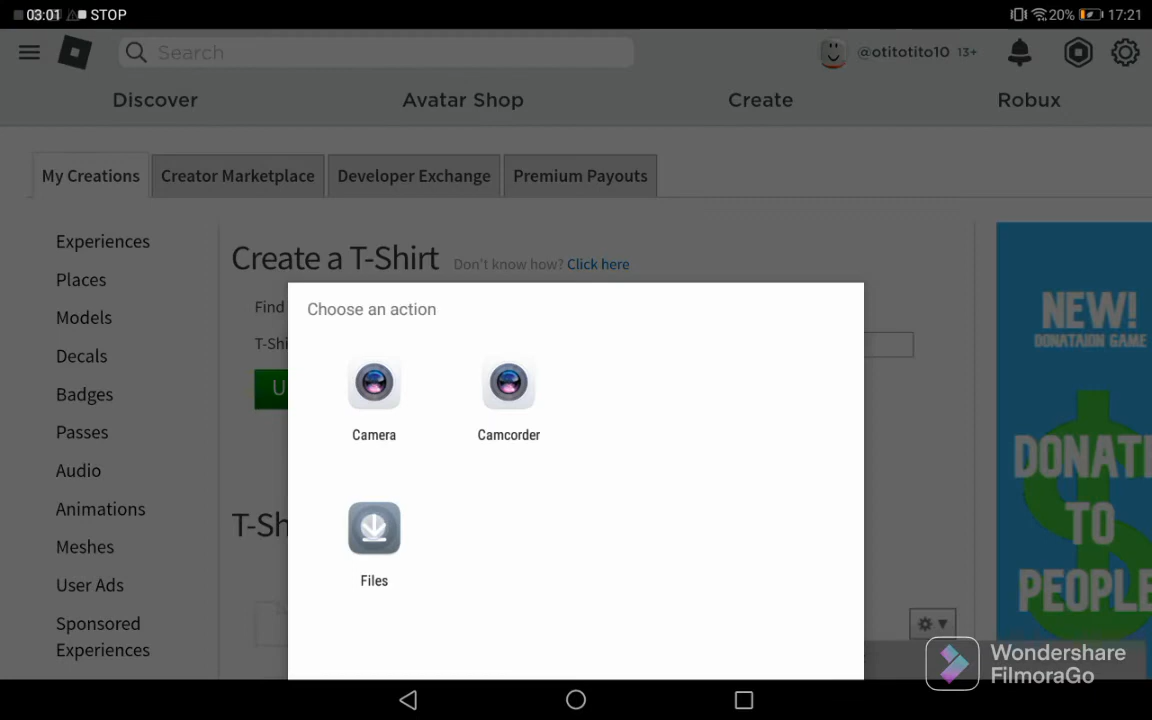 03:01 STOP 20% 17:21
Search @otitotito10 13+
Discover Avatar Shop Create Robux
My Creations Creator Marketplace Developer Exchange Premium Payouts
Experiences
Create a T-Shirt Don't know how? Click here
Places
Find
Choose an action
Models
NEW!
DONATAION GAME
T-Shi
Decals
U
Badges
Camera Camcorder
Passes
DONATE
Audio
Animations
T-Sh
TO
Meshes
Files
User Ads
PEOPLE
Sponsored
Experiences
Wondershare
FilmoraGo